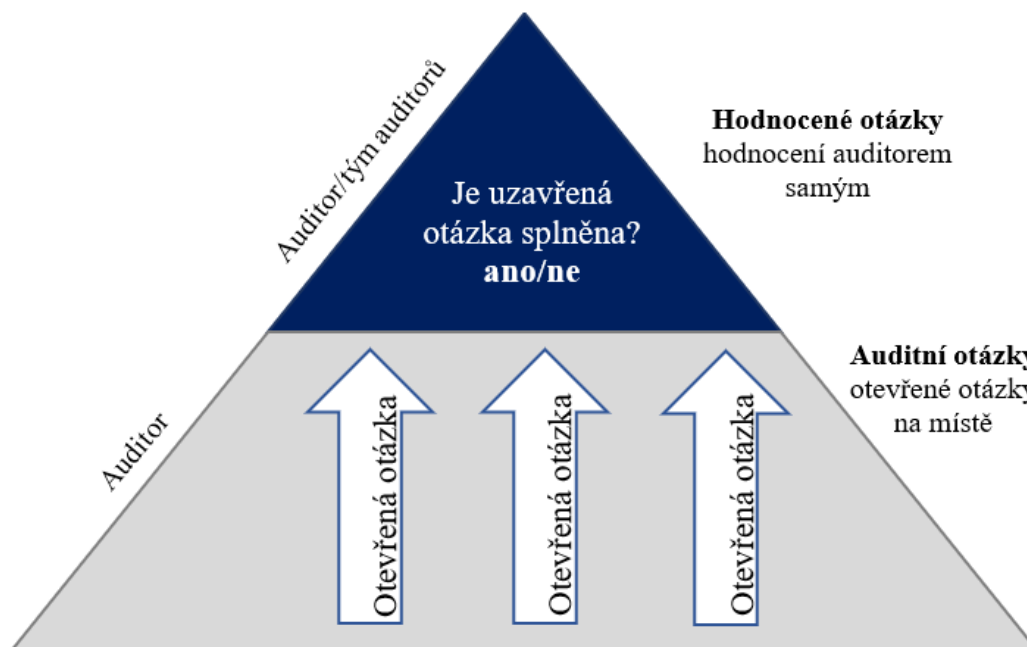 Auditor/tým auditorů
Hodnocené otázky
hodnocení auditorem
samým
Je uzavřená
otázka splněna?
ano/ne
Auditor
Auditní otázky
otevřené otázky
na místě
Otevřená otázka
Otevřená otázka
Otevřená otázka